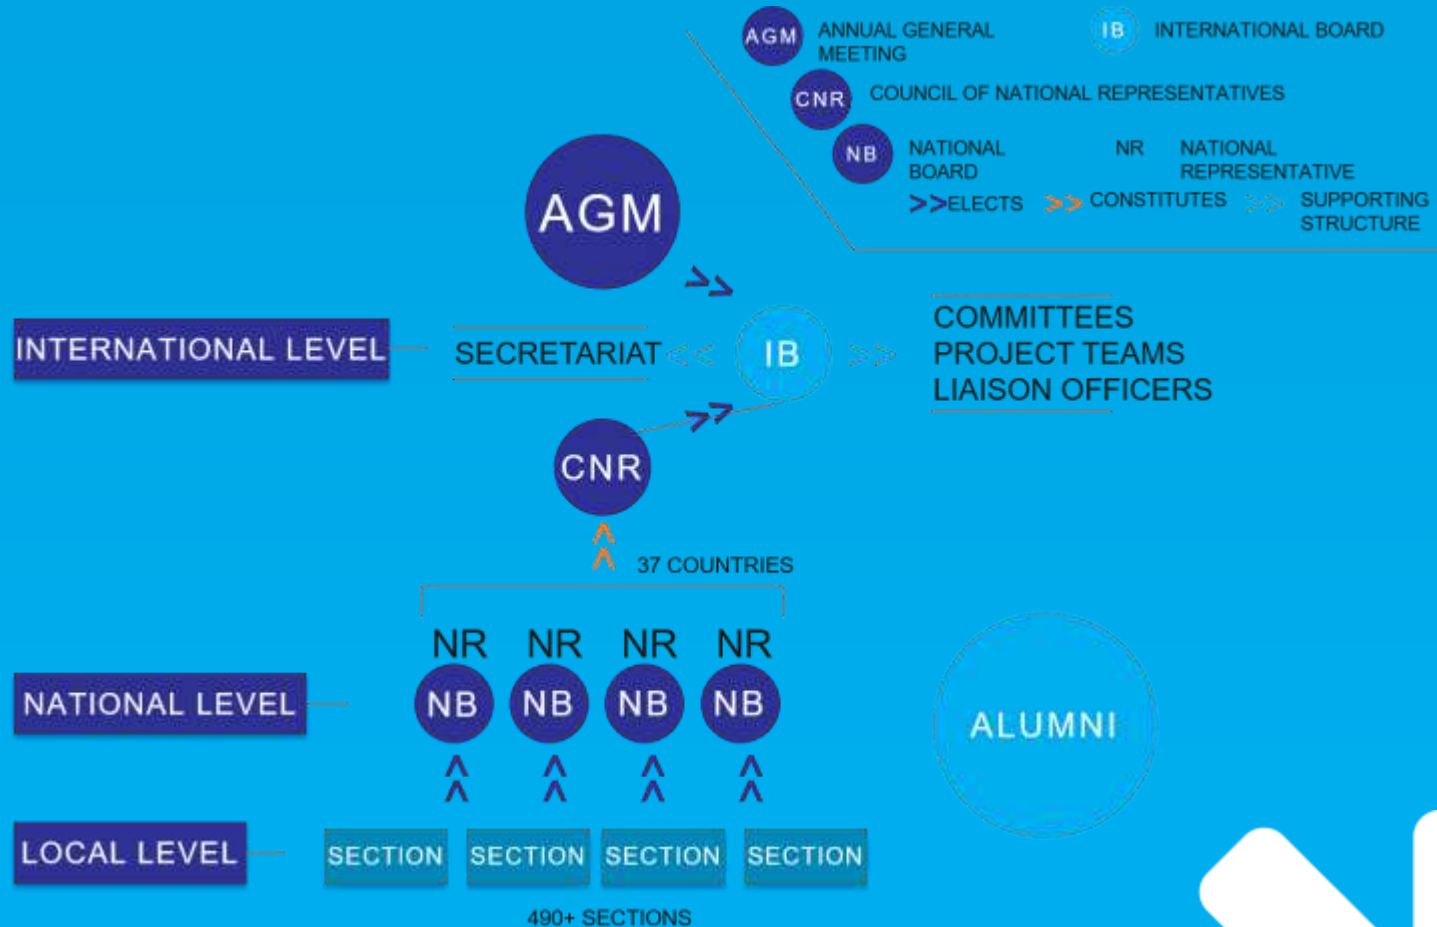 AGM ANNUAL GENERAL
MEETING
IB INTERNATIONAL BOARD
CNR COUNCIL OF NATIONAL REPRESENTATIVES
NB NATIONAL
BOARD
NR NATIONAL
REPRESENTATIVE
>>ELECTS >> CONSTITUTES >> SUPPORTING
STRUCTURE
AGM
>>
INTERNATIONAL LEVEL
SECRETARIAT << IB >>
COMMITTEES
PROJECT TEAMS
LIAISON OFFICERS
>>
CNR
37 COUNTRIES
NR NR NR NR
NATIONAL LEVEL
NB NB NB NB
ALUMNI
LOCAL LEVEL
SECTION SECTION SECTION SECTION
490+ SECTIONS